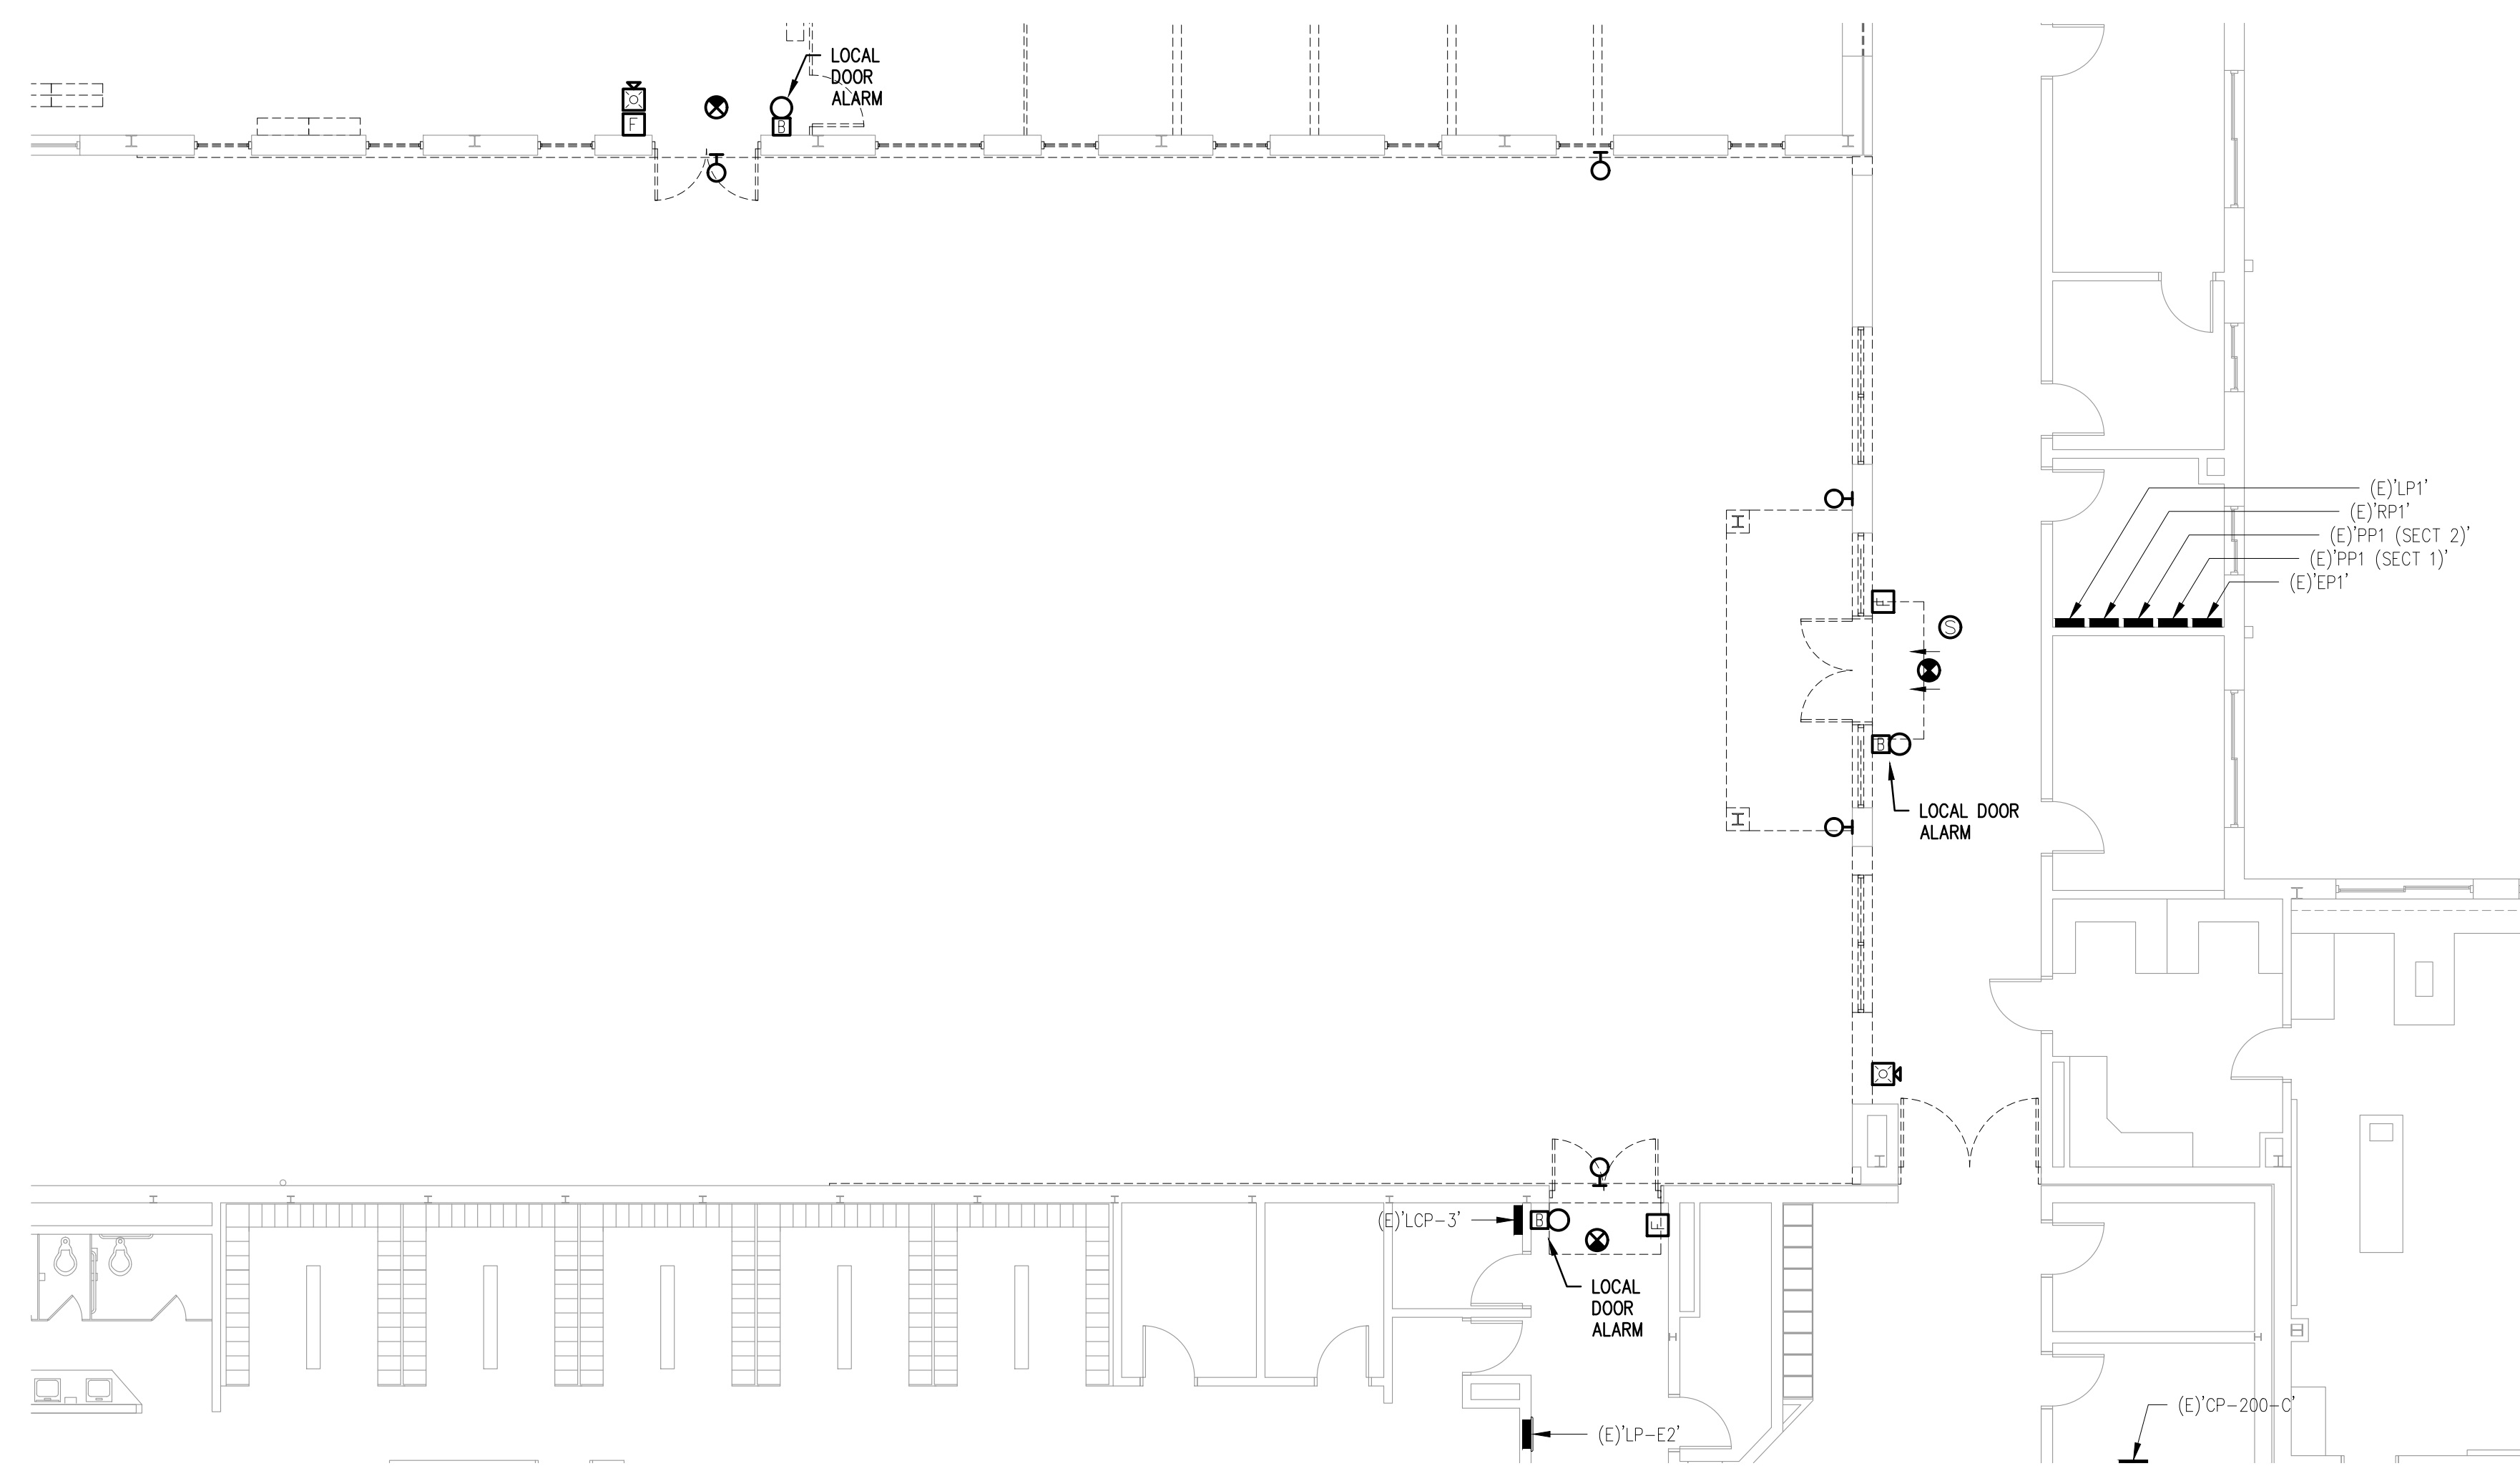 LOCAL
DOOR
ALARM
F
B
(E)'LP1'
(E)'RP1'
(E)'PP1 (SECT 2)'
(E)'PP1 (SECT 1)'
(E)'EP1'
F
S
B
LOCAL DOOR
ALARM
(E)'LCP-3'
B
F
LOCAL
DOOR
ALARM
(E)'CP-200-C'
(E)'LP-E2'